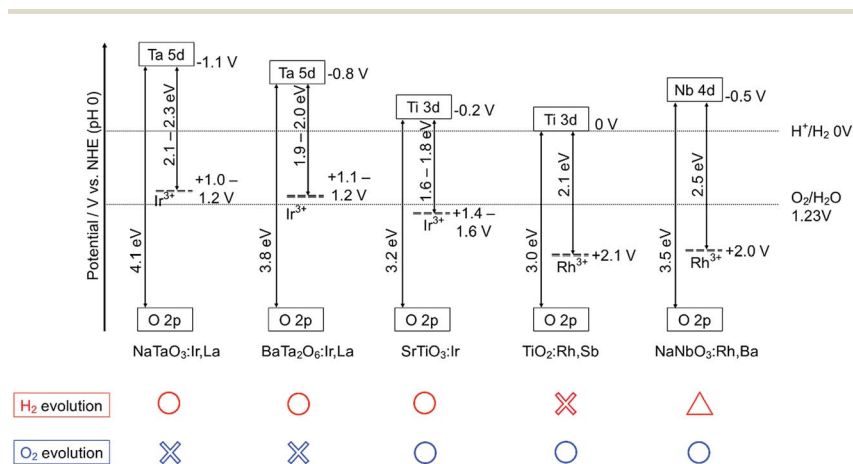 Potential / V vs. NHE (pH 0)
Ta 5d
-1.1 V
2.1 – 2.3 eV
4.1 eV
Ir3+
+1.0 –
1.2 V
O 2p
NaTaO3:Ir,La
Ta 5d
-0.8 V
1.9 – 2.0 eV
3.8 eV
Ir3+
+1.1 –
1.2 V
O 2p
BaTa2O6:Ir,La
Ti 3d
-0.2 V
1.6 – 1.8 eV
3.2 eV
Ir3+
+1.4 –
1.6 V
O 2p
SrTiO3:Ir
Ti 3d
0 V
2.1 eV
3.0 eV
Rh3+
+2.1 V
O 2p
TiO2:Rh,Sb
Nb 4d
-0.5 V
2.5 eV
3.5 eV
Rh3+
+2.0 V
O 2p
NaNbO3:Rh,Ba
H+/H2 0V
O2/H2O
1.23V
H2 evolution
O2 evolution